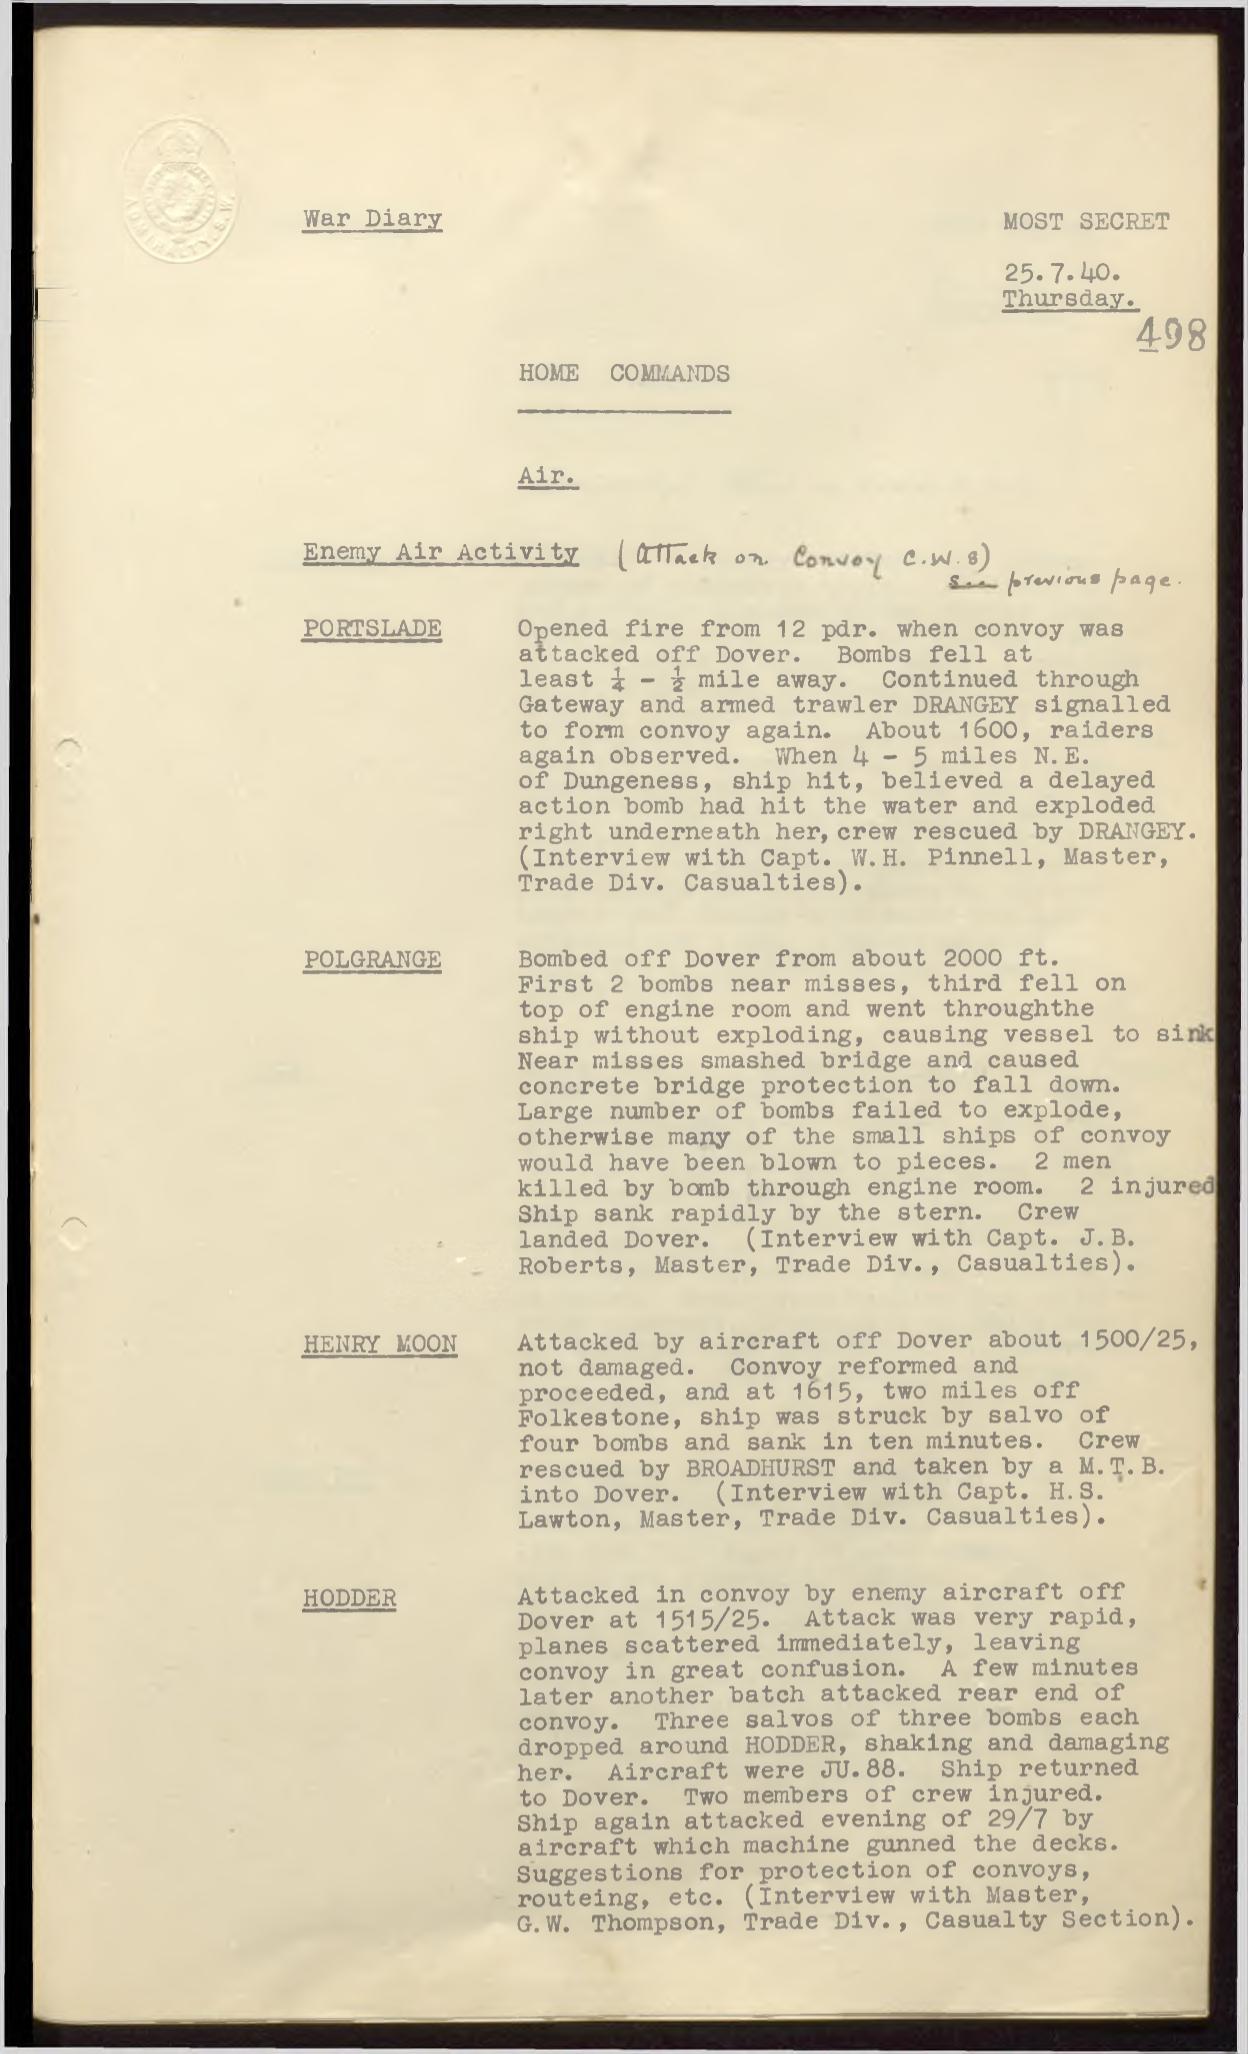 ADMIRALTY. S.W.
War Diary
MOST SECRET
25.7.40.
Thursday.
498
HOME COMMANDS
Air.
Enemy Air Activity (Attack on Convoy C.W.8)
see previous page.
PORTSLADE
Opened fire from 12 pdr. when convoy was
attacked off Dover. Bombs fell at
least ¼ - ½ mile away. Continued through
Gateway and armed trawler DRANGEY signalled
to form convoy again. About 1600, raiders
again observed. When 4 - 5 miles N.E.
of Dungeness, ship hit, believed a delayed
action bomb had hit the water and exploded
right underneath her, crew rescued by DRANGEY.
(Interview with Capt. W.H. Pinnell, Master,
Trade Div. Casualties).
POLGRANGE
Bombed off Dover from about 2000 ft.
First 2 bombs near misses, third fell on
top of engine room and went throughthe
ship without exploding, causing vessel to sink
Near misses smashed bridge and caused
concrete bridge protection to fall down.
Large number of bombs failed to explode,
otherwise many of the small ships of convoy
would have been blown to pieces. 2 men
killed by bomb through engine room. 2 injured
Ship sank rapidly by the stern. Crew
landed Dover. (Interview with Capt. J.B.
Roberts, Master, Trade Div., Casualties).
HENRY MOON
Attacked by aircraft off Dover about 1500/25,
not damaged. Convoy reformed and
proceeded, and at 1615, two miles off
Folkestone, ship was struck by salvo of
four bombs and sank in ten minutes. Crew
rescued by BROADHURST and taken by a M.T.B.
into Dover. (Interview with Capt. H.S.
Lawton, Master, Trade Div. Casualties).
HODDER
Attacked in convoy by enemy aircraft off
Dover at 1515/25. Attack was very rapid,
planes scattered immediately, leaving
convoy in great confusion. A few minutes
later another batch attacked rear end of
convoy. Three salvos of three bombs each
dropped around HODDER, shaking and damaging
her. Aircraft were JU.88. Ship returned
to Dover. Two members of crew injured.
Ship again attacked evening of 29/7 by
aircraft which machine gunned the decks.
Suggestions for protection of convoys,
routeing, etc. (Interview with Master,
G.W. Thompson, Trade Div., Casualty Section).